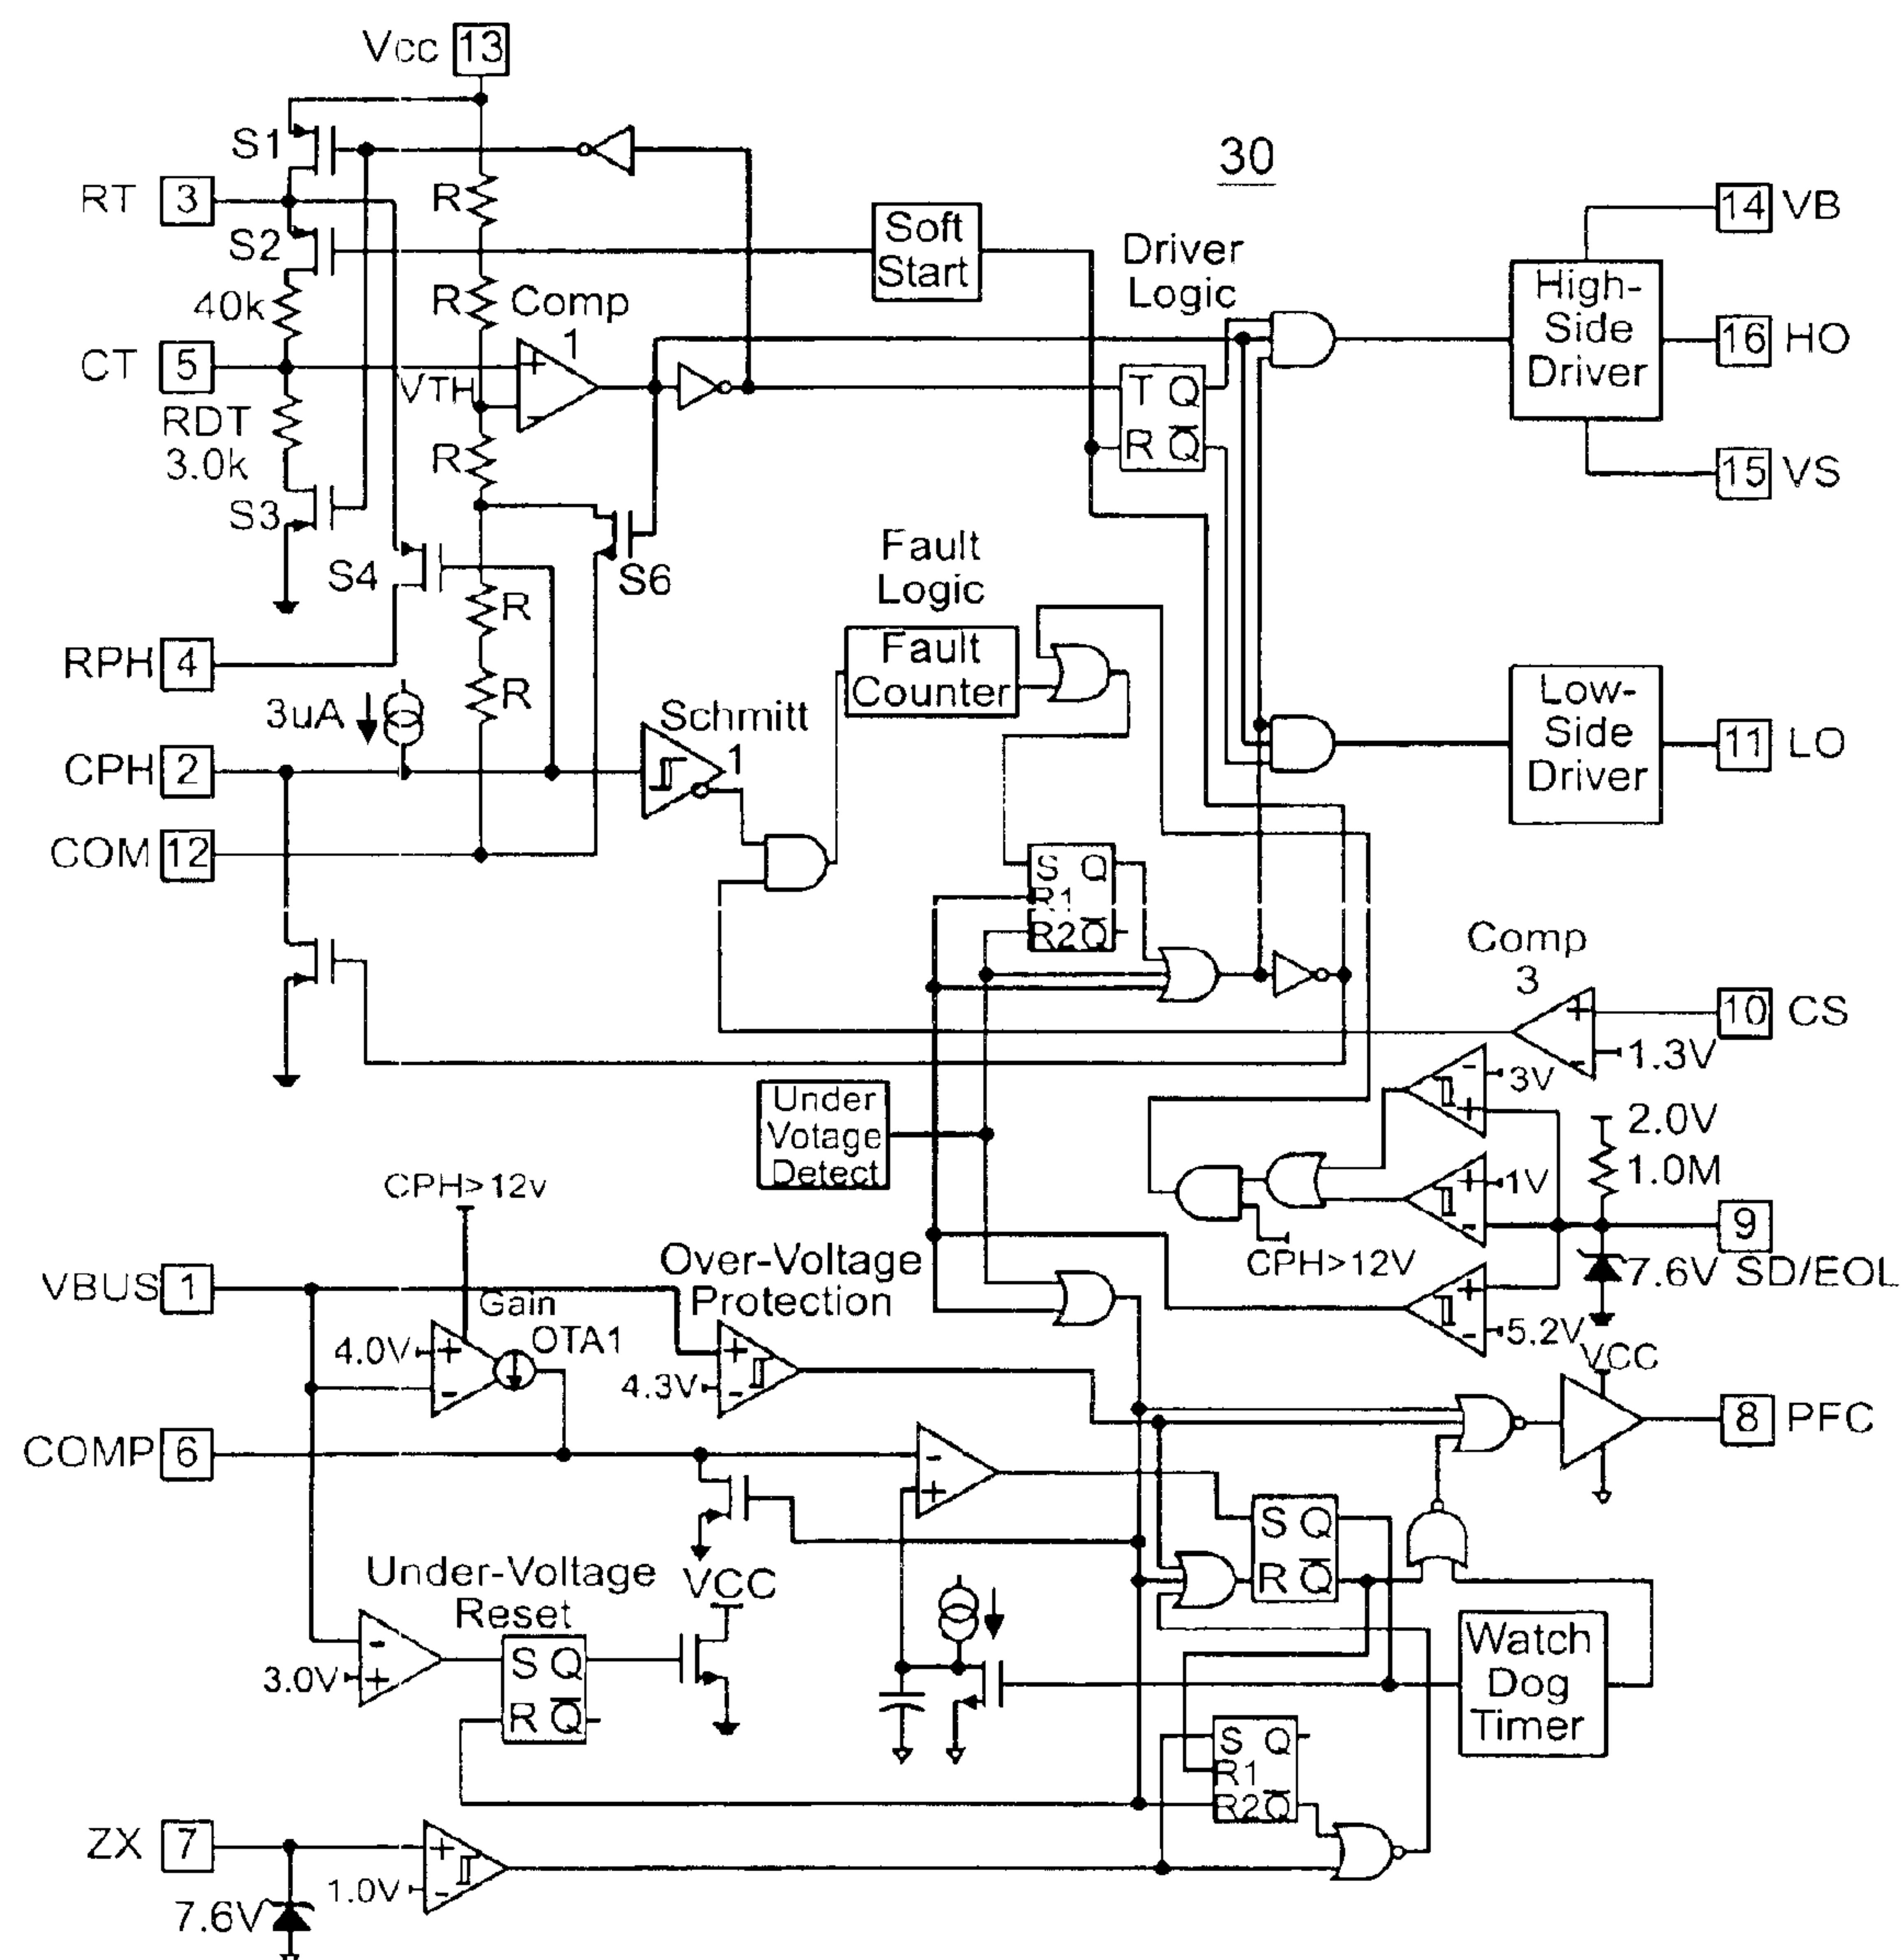 Vcc 13
S1
30
RT 3
R
14 VB
S2
Soft
Start
Driver
Logic
High-
Side
Driver
40k
R
Comp
1
16 HO
CT 5
+
VTH
-
T Q
R Q
RDT
3.0k
R
15 VS
S3
S4
S6
Fault
Logic
R
RPH 4
Fault
Counter
Low-
Side
Driver
3uA
R
Schmitt
1
11 LO
CPH 2
COM 12
S Q
R1
R2 Q
Comp
3
+
10 CS
-
1.3V
- 3V
+
Under
Votage
Detect
2.0V
1.0M
CPH>12v
+ 1V
-
9
CPH>12V
7.6V SD/EOL
VBUS 1
Over-Voltage
Protection
Gain
OTA1
4.0V +
-
+
4.3V -
+
- 5.2V
VCC
8 PFC
COMP 6
-
+
S Q
R Q
Under-Voltage
Reset
VCC
-
3.0V +
S Q
R Q
Watch
Dog
Timer
S Q
R1
R2 Q
ZX 7
+
1.0V -
7.6V